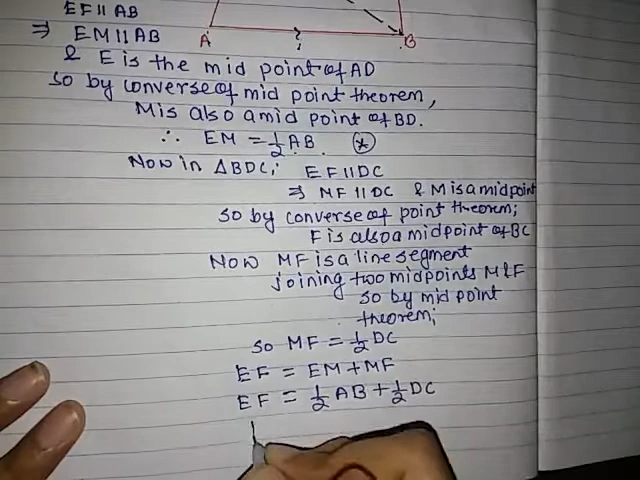 EF || AB
⇒ EM || AB
A ? B
& E is the mid point of AD
so by converse of mid point theorem,
M is also a mid point of BD.
∴ EM = 1/2 AB. (*)
Now in △BDC, EF || DC
⇒ MF || DC & M is a midpoint
so by converse of point theorem;
F is also a midpoint of BC
Now MF is a line segment
joining two midpoints M & F
so by mid point
theorem;
so MF = 1/2 DC
EF = EM + MF
EF = 1/2 AB + 1/2 DC